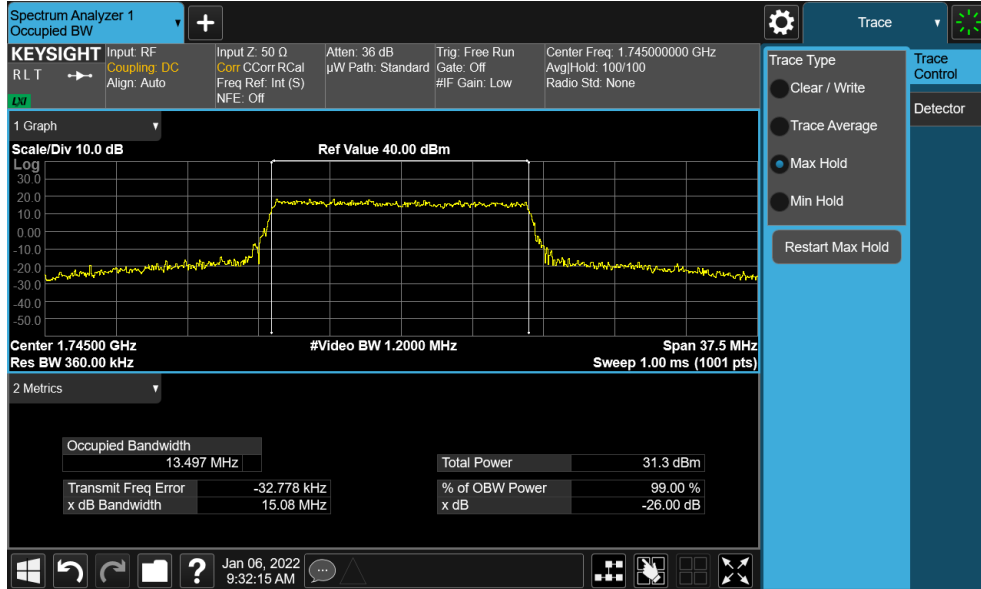 Spectrum Analyzer 1
Occupied BW
Trace
KEYSIGHT
R L T
LXI
Input: RF
Coupling: DC
Align: Auto
Input Z: 50 Ω
Corr CCorr RCal
Freq Ref: Int (S)
NFE: Off
Atten: 36 dB
µW Path: Standard
Trig: Free Run
Gate: Off
#IF Gain: Low
Center Freq: 1.745000000 GHz
Avg|Hold: 100/100
Radio Std: None
Trace Type
Clear / Write
Trace Average
Max Hold
Min Hold
Restart Max Hold
Trace
Control
Detector
1 Graph
Scale/Div 10.0 dB
Ref Value 40.00 dBm
Log
30.0
20.0
10.0
0.00
-10.0
-20.0
-30.0
-40.0
-50.0
Center 1.74500 GHz
#Video BW 1.2000 MHz
Span 37.5 MHz
Res BW 360.00 kHz
Sweep 1.00 ms (1001 pts)
2 Metrics
Occupied Bandwidth
13.497 MHz
Total Power 31.3 dBm
Transmit Freq Error -32.778 kHz
% of OBW Power 99.00 %
x dB Bandwidth 15.08 MHz
x dB -26.00 dB
?
Jan 06, 2022
9:32:15 AM